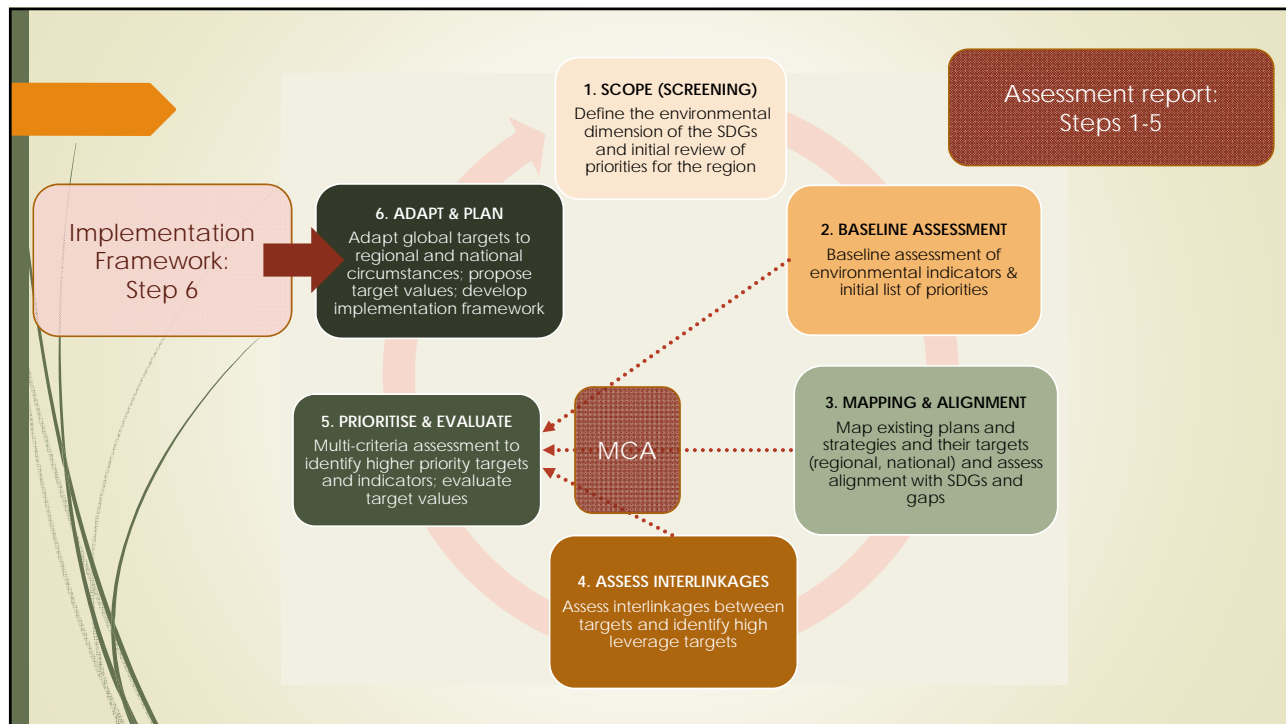 1. SCOPE (SCREENING)
Define the environmental
dimension of the SDGs
and initial review of
priorities for the region
Assessment report:
Steps 1-5
Implementation
Framework:
Step 6
6. ADAPT & PLAN
Adapt global targets to
regional and national
circumstances; propose
target values; develop
implementation framework
2. BASELINE ASSESSMENT
Baseline assessment of
environmental indicators &
initial list of priorities
5. PRIORITISE & EVALUATE
Multi-criteria assessment to
identify higher priority targets
and indicators; evaluate
target values
MCA
3. MAPPING & ALIGNMENT
Map existing plans and
strategies and their targets
(regional, national) and assess
alignment with SDGs and
gaps
4. ASSESS INTERLINKAGES
Assess interlinkages between
targets and identify high
leverage targets